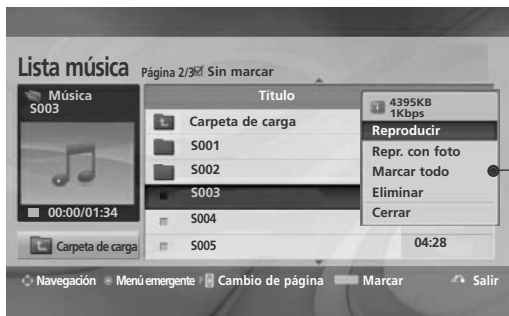 Lista música Página 2/3 Sin marcar
Música
S003
00:00/01:34
Carpeta de carga
Título
Carpeta de carga
S001
S002
S003
S004
S005 04:28
4395KB
1Kbps
Reproducir
Repr. con foto
Marcar todo
Eliminar
Cerrar
Navegación Menú emergente Cambio de página Marcar Salir